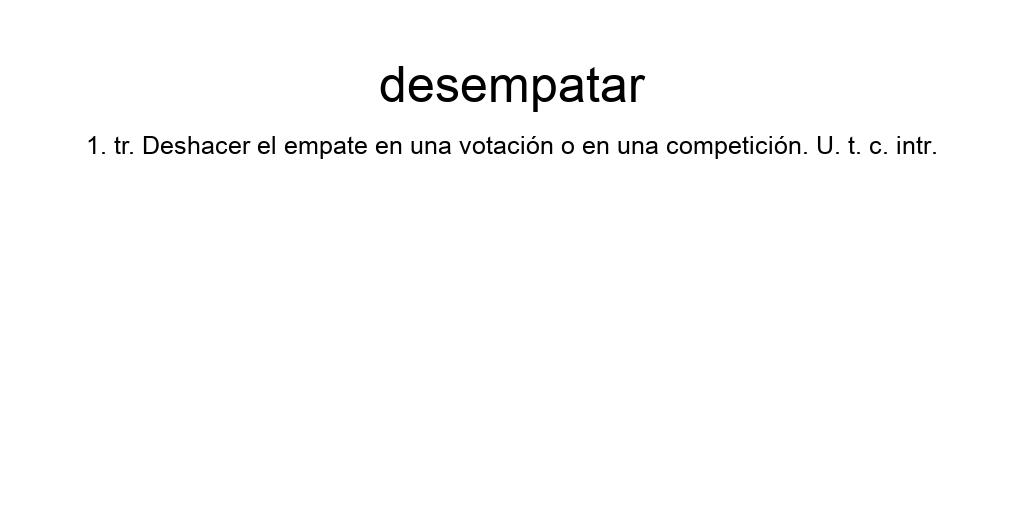 desempatar
1. tr. Deshacer el empate en una votación o en una competición. U. t. c. intr.